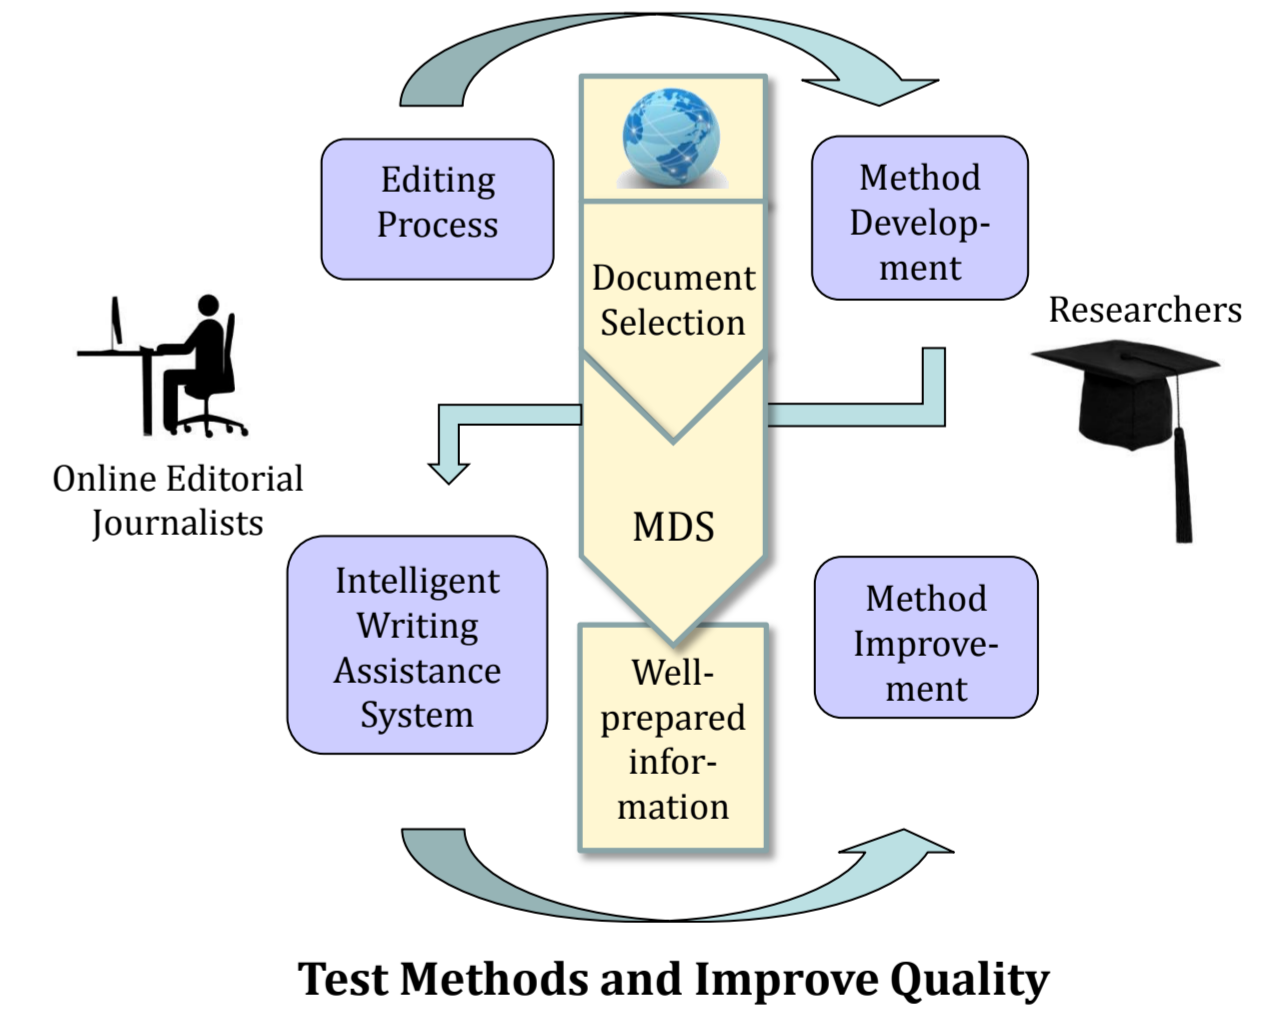 Editing
Process
Method
Develop-
ment
Document
Selection
Researchers
Online Editorial
Journalists
MDS
Intelligent
Writing
Assistance
System
Method
Improve-
ment
Well-
prepared
infor-
mation
Test Methods and Improve Quality